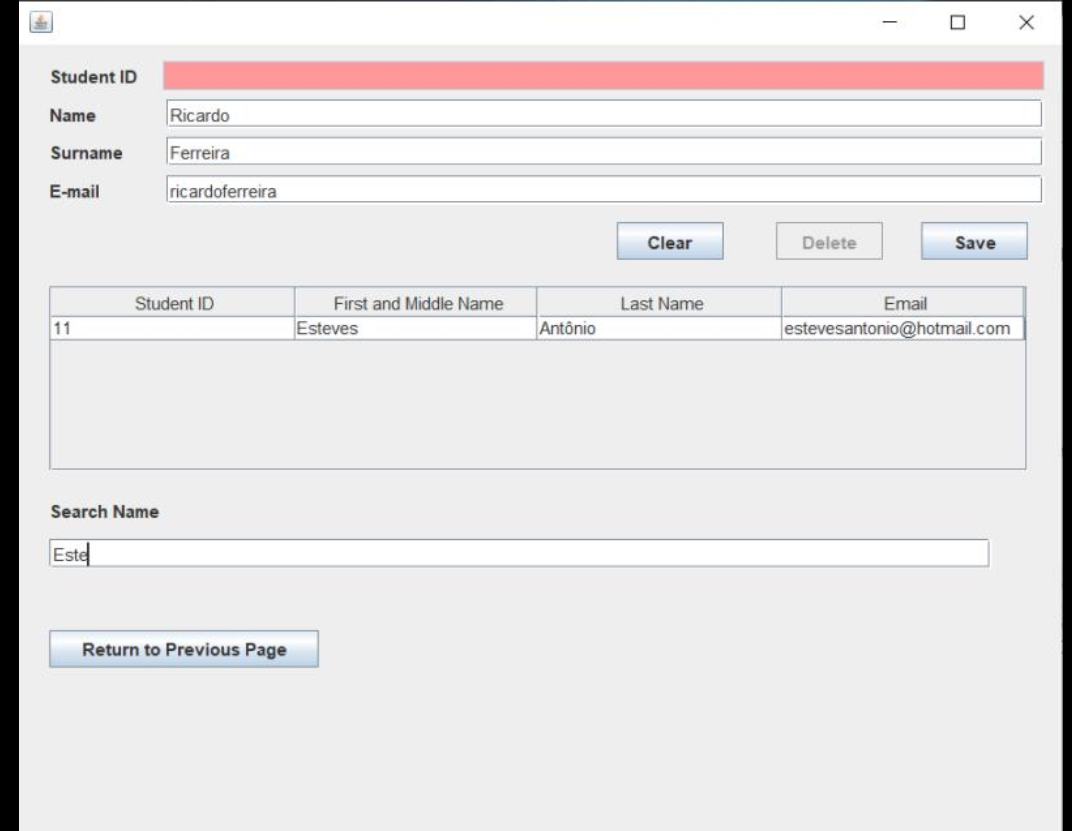 Student ID
Name Ricardo
Surname Ferreira
E-mail ricardoferreira
Clear Delete Save
Student ID First and Middle Name Last Name Email
11 Esteves Antônio estevesantonio@hotmail.com
Search Name
Este
Return to Previous Page